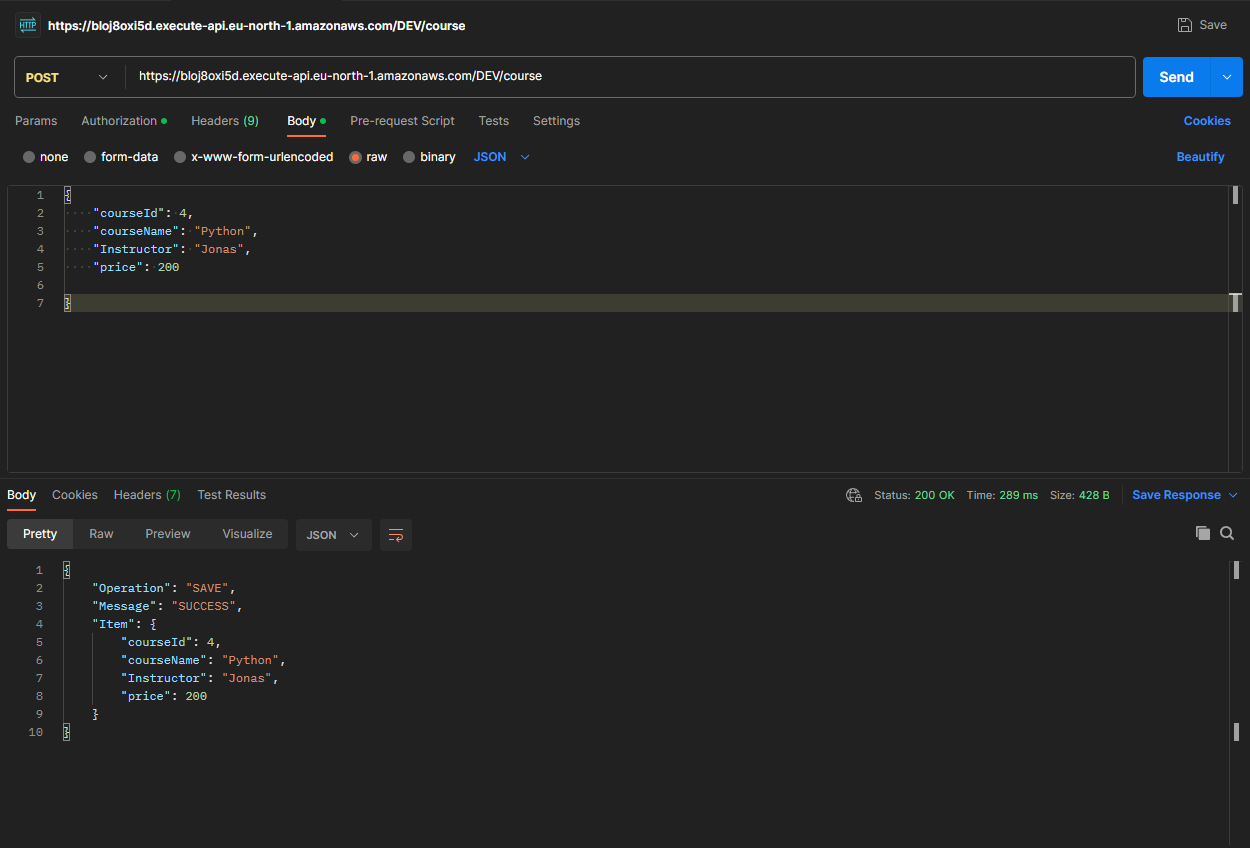 HTTP https://bloj8oxi5d.execute-api.eu-north-1.amazonaws.com/DEV/course Save
POST https://bloj8oxi5d.execute-api.eu-north-1.amazonaws.com/DEV/course Send
Params Authorization Headers (9) Body Pre-request Script Tests Settings Cookies
none form-data x-www-form-urlencoded raw binary JSON Beautify
1 {
2 "courseId": 4,
3 "courseName": "Python",
4 "Instructor": "Jonas",
5 "price": 200
6
7 }
Body Cookies Headers (7) Test Results Status: 200 OK Time: 289 ms Size: 428 B Save Response
Pretty Raw Preview Visualize JSON
1 {
2 "Operation": "SAVE",
3 "Message": "SUCCESS",
4 "Item": {
5 "courseId": 4,
6 "courseName": "Python",
7 "Instructor": "Jonas",
8 "price": 200
9 }
10 }